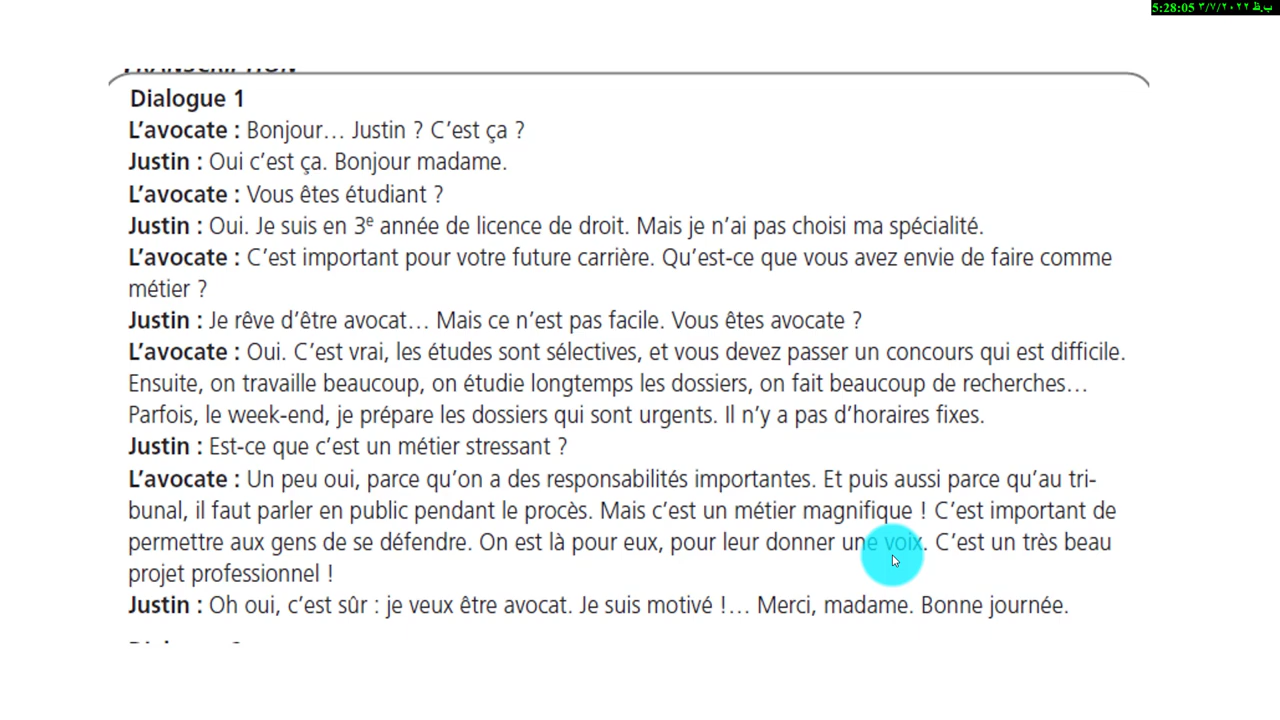 5:28:05 ۲۰۲۲/۷/۳ ب.ظ
TRANSCRIPTION
Dialogue 1
L’avocate : Bonjour… Justin ? C’est ça ?
Justin : Oui c’est ça. Bonjour madame.
L’avocate : Vous êtes étudiant ?
Justin : Oui. Je suis en 3e année de licence de droit. Mais je n’ai pas choisi ma spécialité.
L’avocate : C’est important pour votre future carrière. Qu’est-ce que vous avez envie de faire comme
métier ?
Justin : Je rêve d’être avocat… Mais ce n’est pas facile. Vous êtes avocate ?
L’avocate : Oui. C’est vrai, les études sont sélectives, et vous devez passer un concours qui est difficile.
Ensuite, on travaille beaucoup, on étudie longtemps les dossiers, on fait beaucoup de recherches…
Parfois, le week-end, je prépare les dossiers qui sont urgents. Il n’y a pas d’horaires fixes.
Justin : Est-ce que c’est un métier stressant ?
L’avocate : Un peu oui, parce qu’on a des responsabilités importantes. Et puis aussi parce qu’au tri-
bunal, il faut parler en public pendant le procès. Mais c’est un métier magnifique ! C’est important de
permettre aux gens de se défendre. On est là pour eux, pour leur donner une voix. C’est un très beau
projet professionnel !
Justin : Oh oui, c’est sûr : je veux être avocat. Je suis motivé !… Merci, madame. Bonne journée.